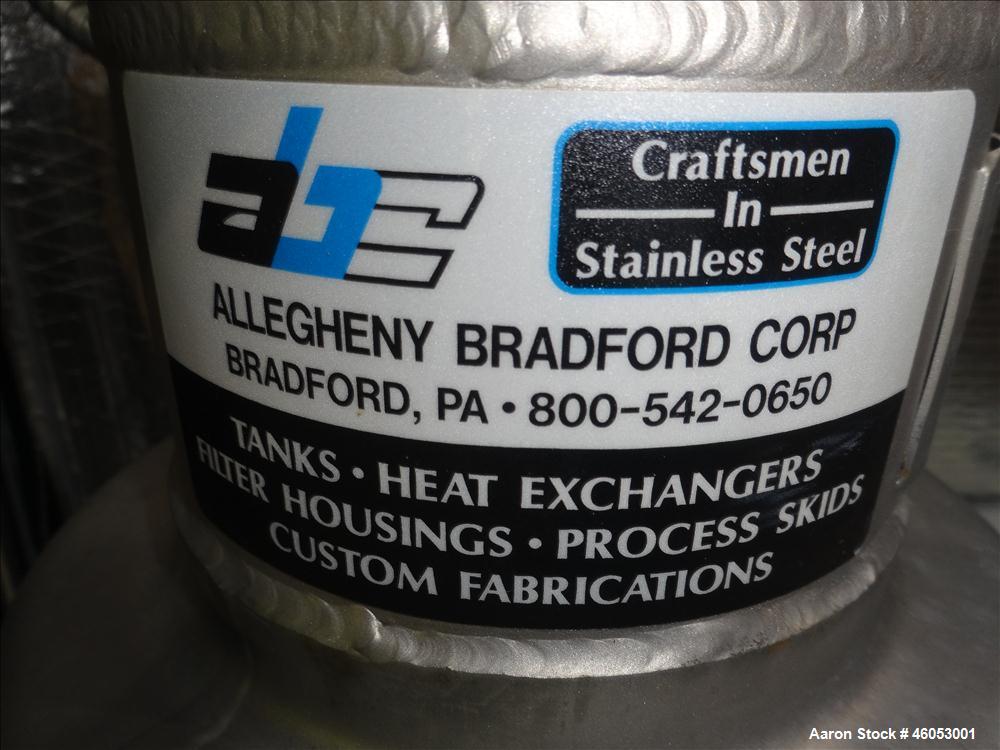 abc
Craftsmen
In
Stainless Steel
ALLEGHENY BRADFORD CORP
BRADFORD, PA • 800-542-0650
TANKS • HEAT EXCHANGERS
FILTER HOUSINGS • PROCESS SKIDS
CUSTOM FABRICATIONS
Aaron Stock # 46053001